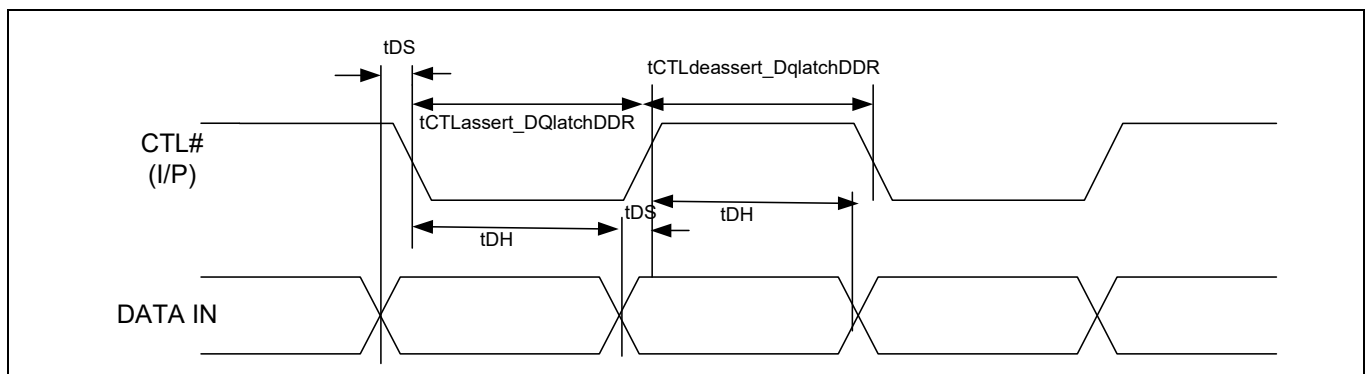 tDS
tCTLdeassert_DqlatchDDR
tCTLassert_DQlatchDDR
CTL#
(I/P)
tDS
tDH
tDH
DATA IN